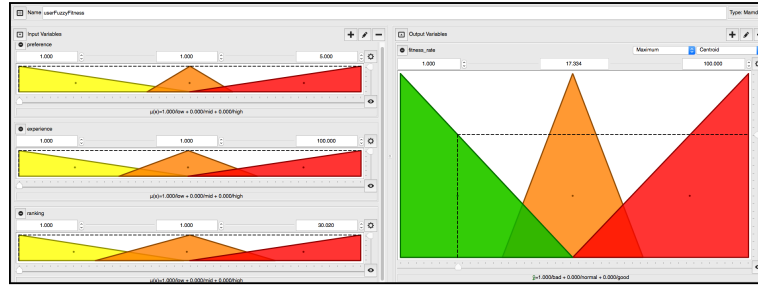 Name userFuzzyFitness Type: Mamd
Input Variables
preference
1.000 1.000 5.000
μ(x)=1.000/low + 0.000/mid + 0.000/high
experience
1.000 1.000 100.000
μ(x)=1.000/low + 0.000/mid + 0.000/high
ranking
1.000 1.000 30.020
μ(x)=1.000/low + 0.000/mid + 0.000/high
Output Variables
fitness_rate Maximum Centroid
1.000 17.334 100.000
]=1.000/bad + 0.000/normal + 0.000/good